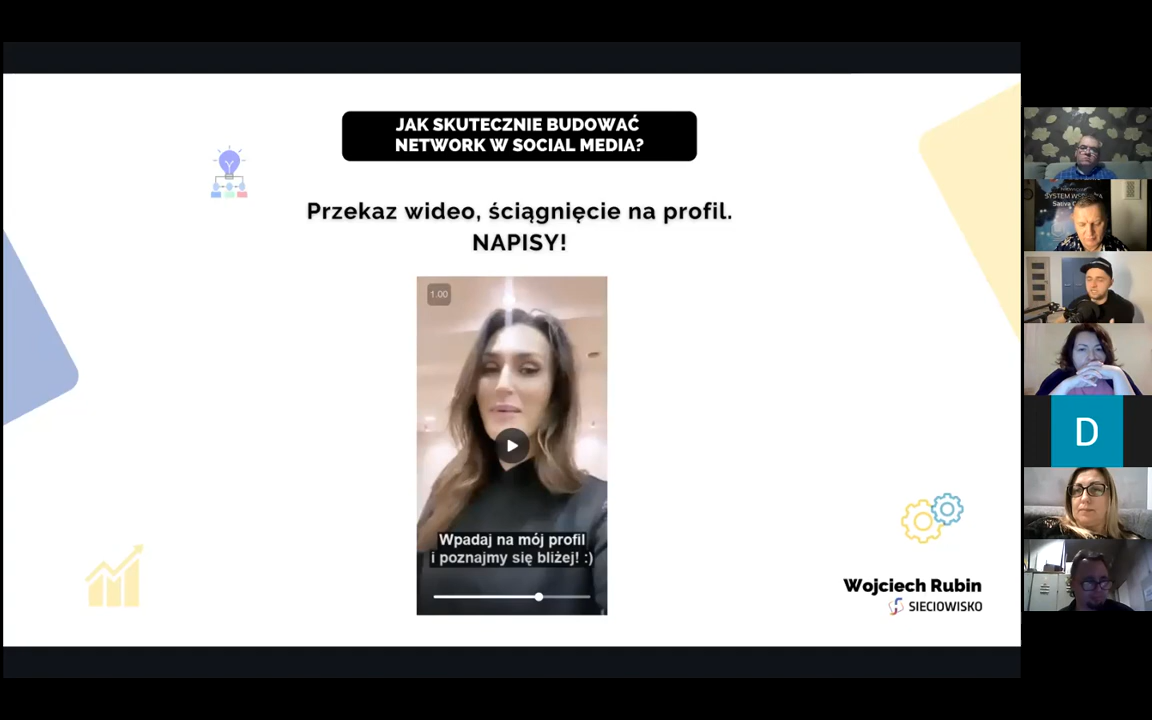 JAK SKUTECZNIE BUDOWAĆ
NETWORK W SOCIAL MEDIA?
Przekaz wideo, ściągnięcie na profil.
NAPISY!
1.00
Wpadaj na mój profil
i poznajmy się bliżej! :)
Wojciech Rubin
SIECIOWISKO
D